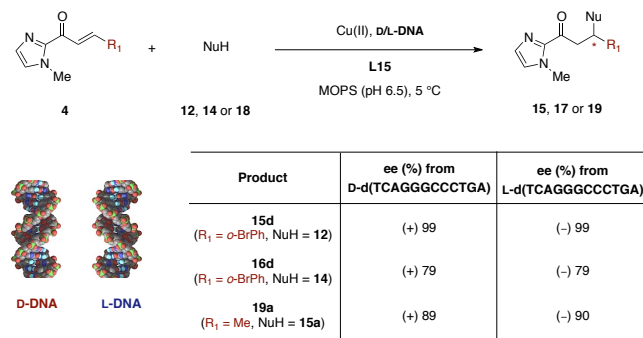 O
R1
N
N
Me
4
+
NuH
12, 14 or 18
Cu(II), D/L-DNA
L15
MOPS (pH 6.5), 5 °C
O
Nu
R1
*
N
N
Me
15, 17 or 19
D-DNA
L-DNA
Product
ee (%) from
D-d(TCAGGGCCCTGA)
ee (%) from
L-d(TCAGGGCCCTGA)
15d
(R1 = o-BrPh, NuH = 12)
(+) 99
(−) 99
16d
(R1 = o-BrPh, NuH = 14)
(+) 79
(−) 79
19a
(R1 = Me, NuH = 15a)
(+) 89
(−) 90